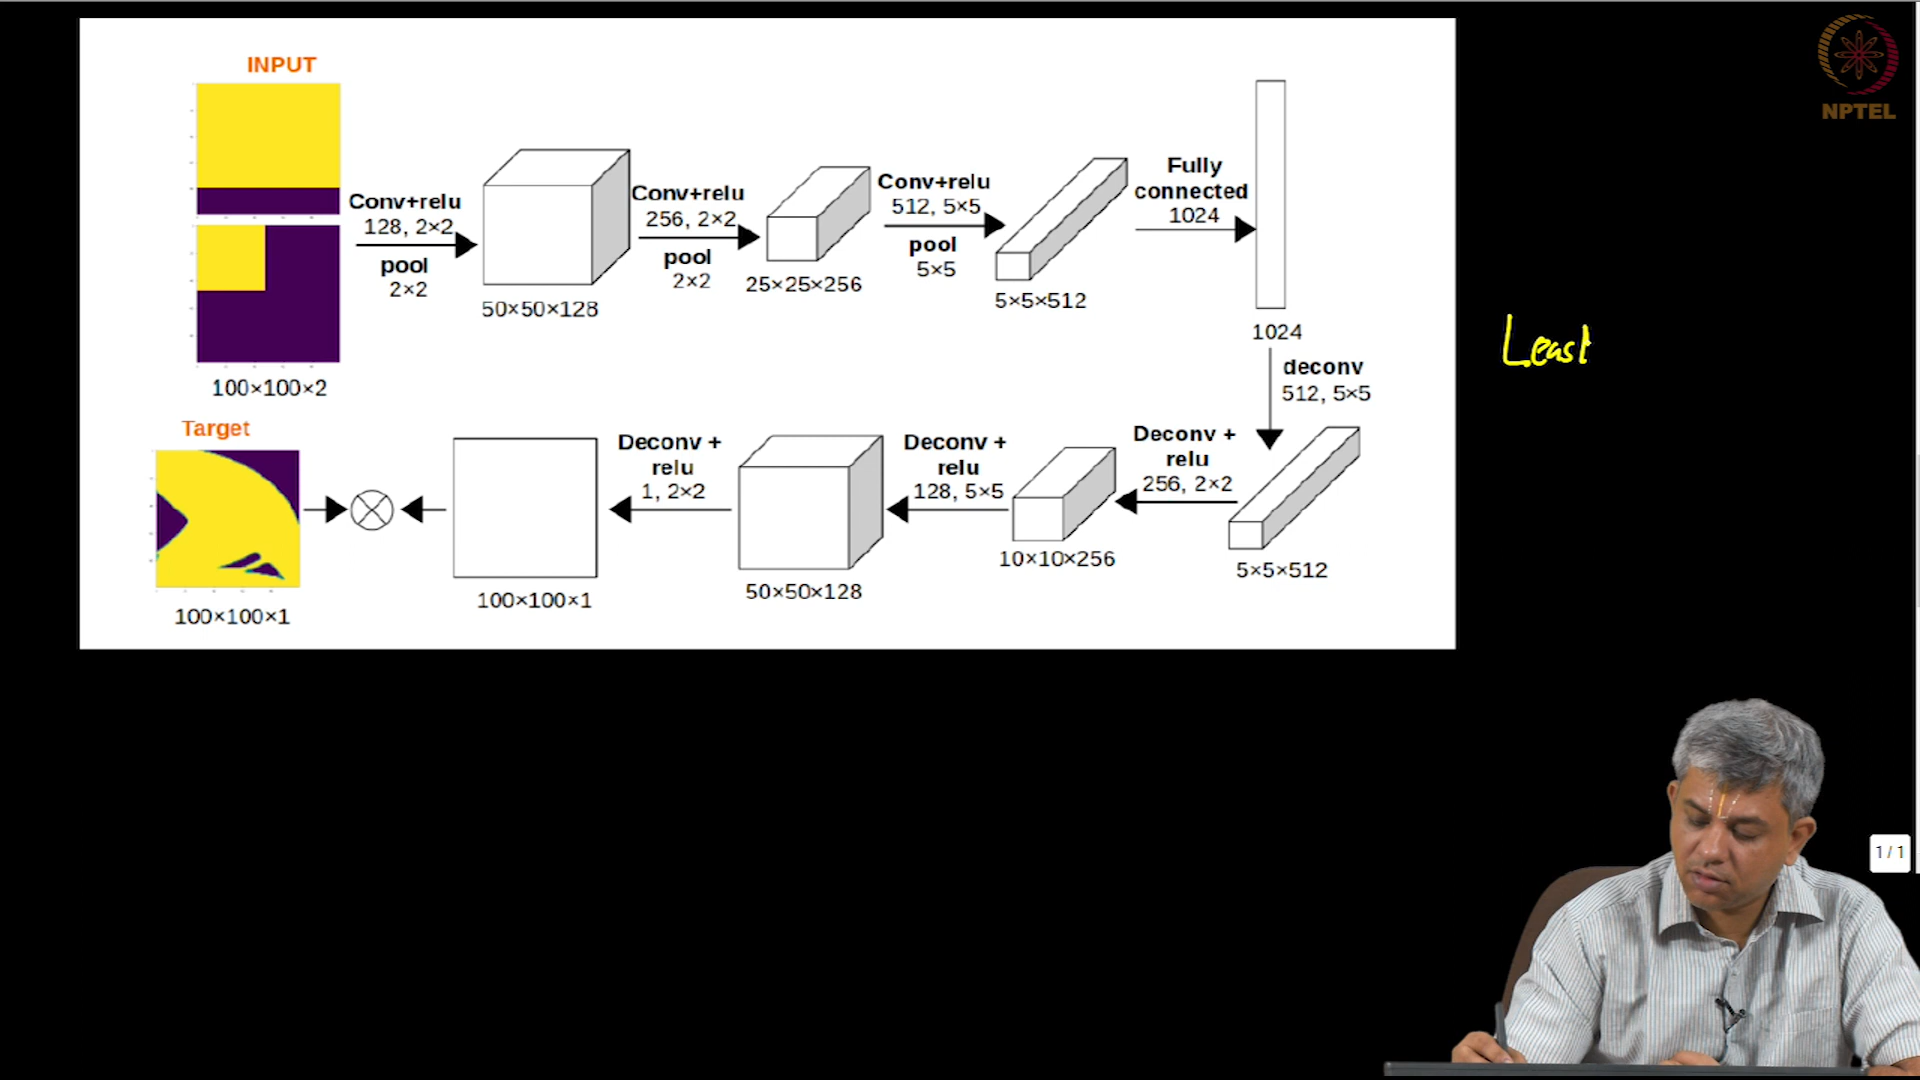 INPUT
100×100×2
Conv+relu
128, 2×2
pool
2×2
50×50×128
Conv+relu
256, 2×2
pool
2×2
25×25×256
Conv+relu
512, 5×5
pool
5×5
5×5×512
Fully
connected
1024
1024
deconv
512, 5×5
5×5×512
Deconv +
relu
256, 2×2
10×10×256
Deconv +
relu
128, 5×5
50×50×128
Deconv +
relu
1, 2×2
100×100×1
Target
100×100×1
Least
NPTEL
1 / 1